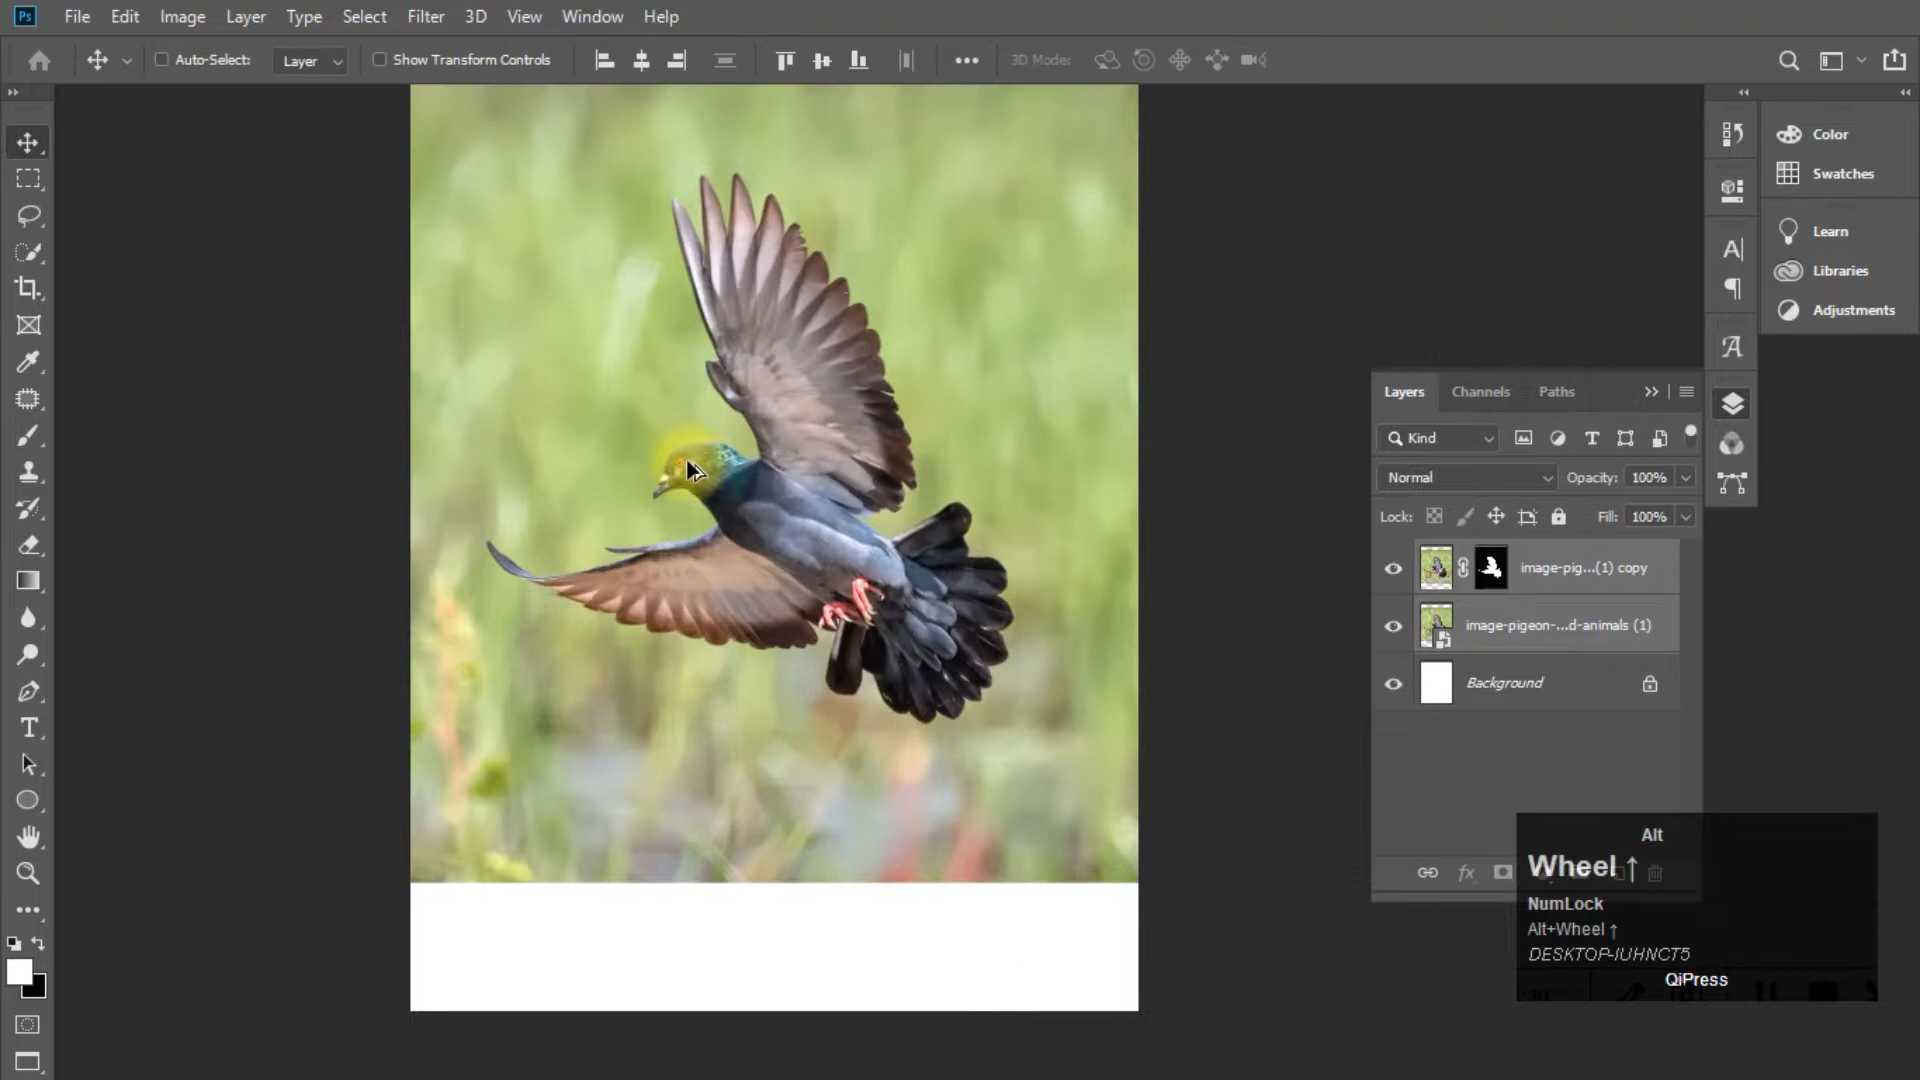 Ps File Edit Image Layer Type Select Filter 3D View Window Help
Auto-Select: Layer Show Transform Controls 3D Mode:
Color
Swatches
Learn
Libraries
Adjustments
Layers Channels Paths
Kind
Normal Opacity: 100%
Lock: Fill: 100%
image-pig...(1) copy
image-pigeon-...d-animals (1)
Background
fx
Alt
Wheel ↑
NumLock
Alt+Wheel ↑
DESKTOP-IUHNCT5
QiPress